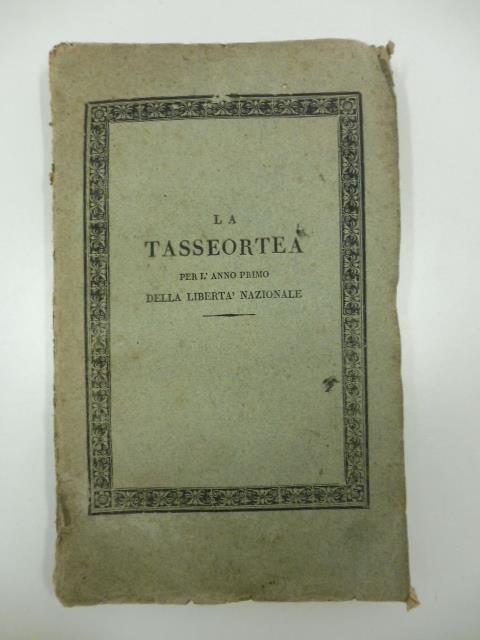 LA
TASSEORTEA
PER L' ANNO PRIMO
DELLA LIBERTA' NAZIONALE